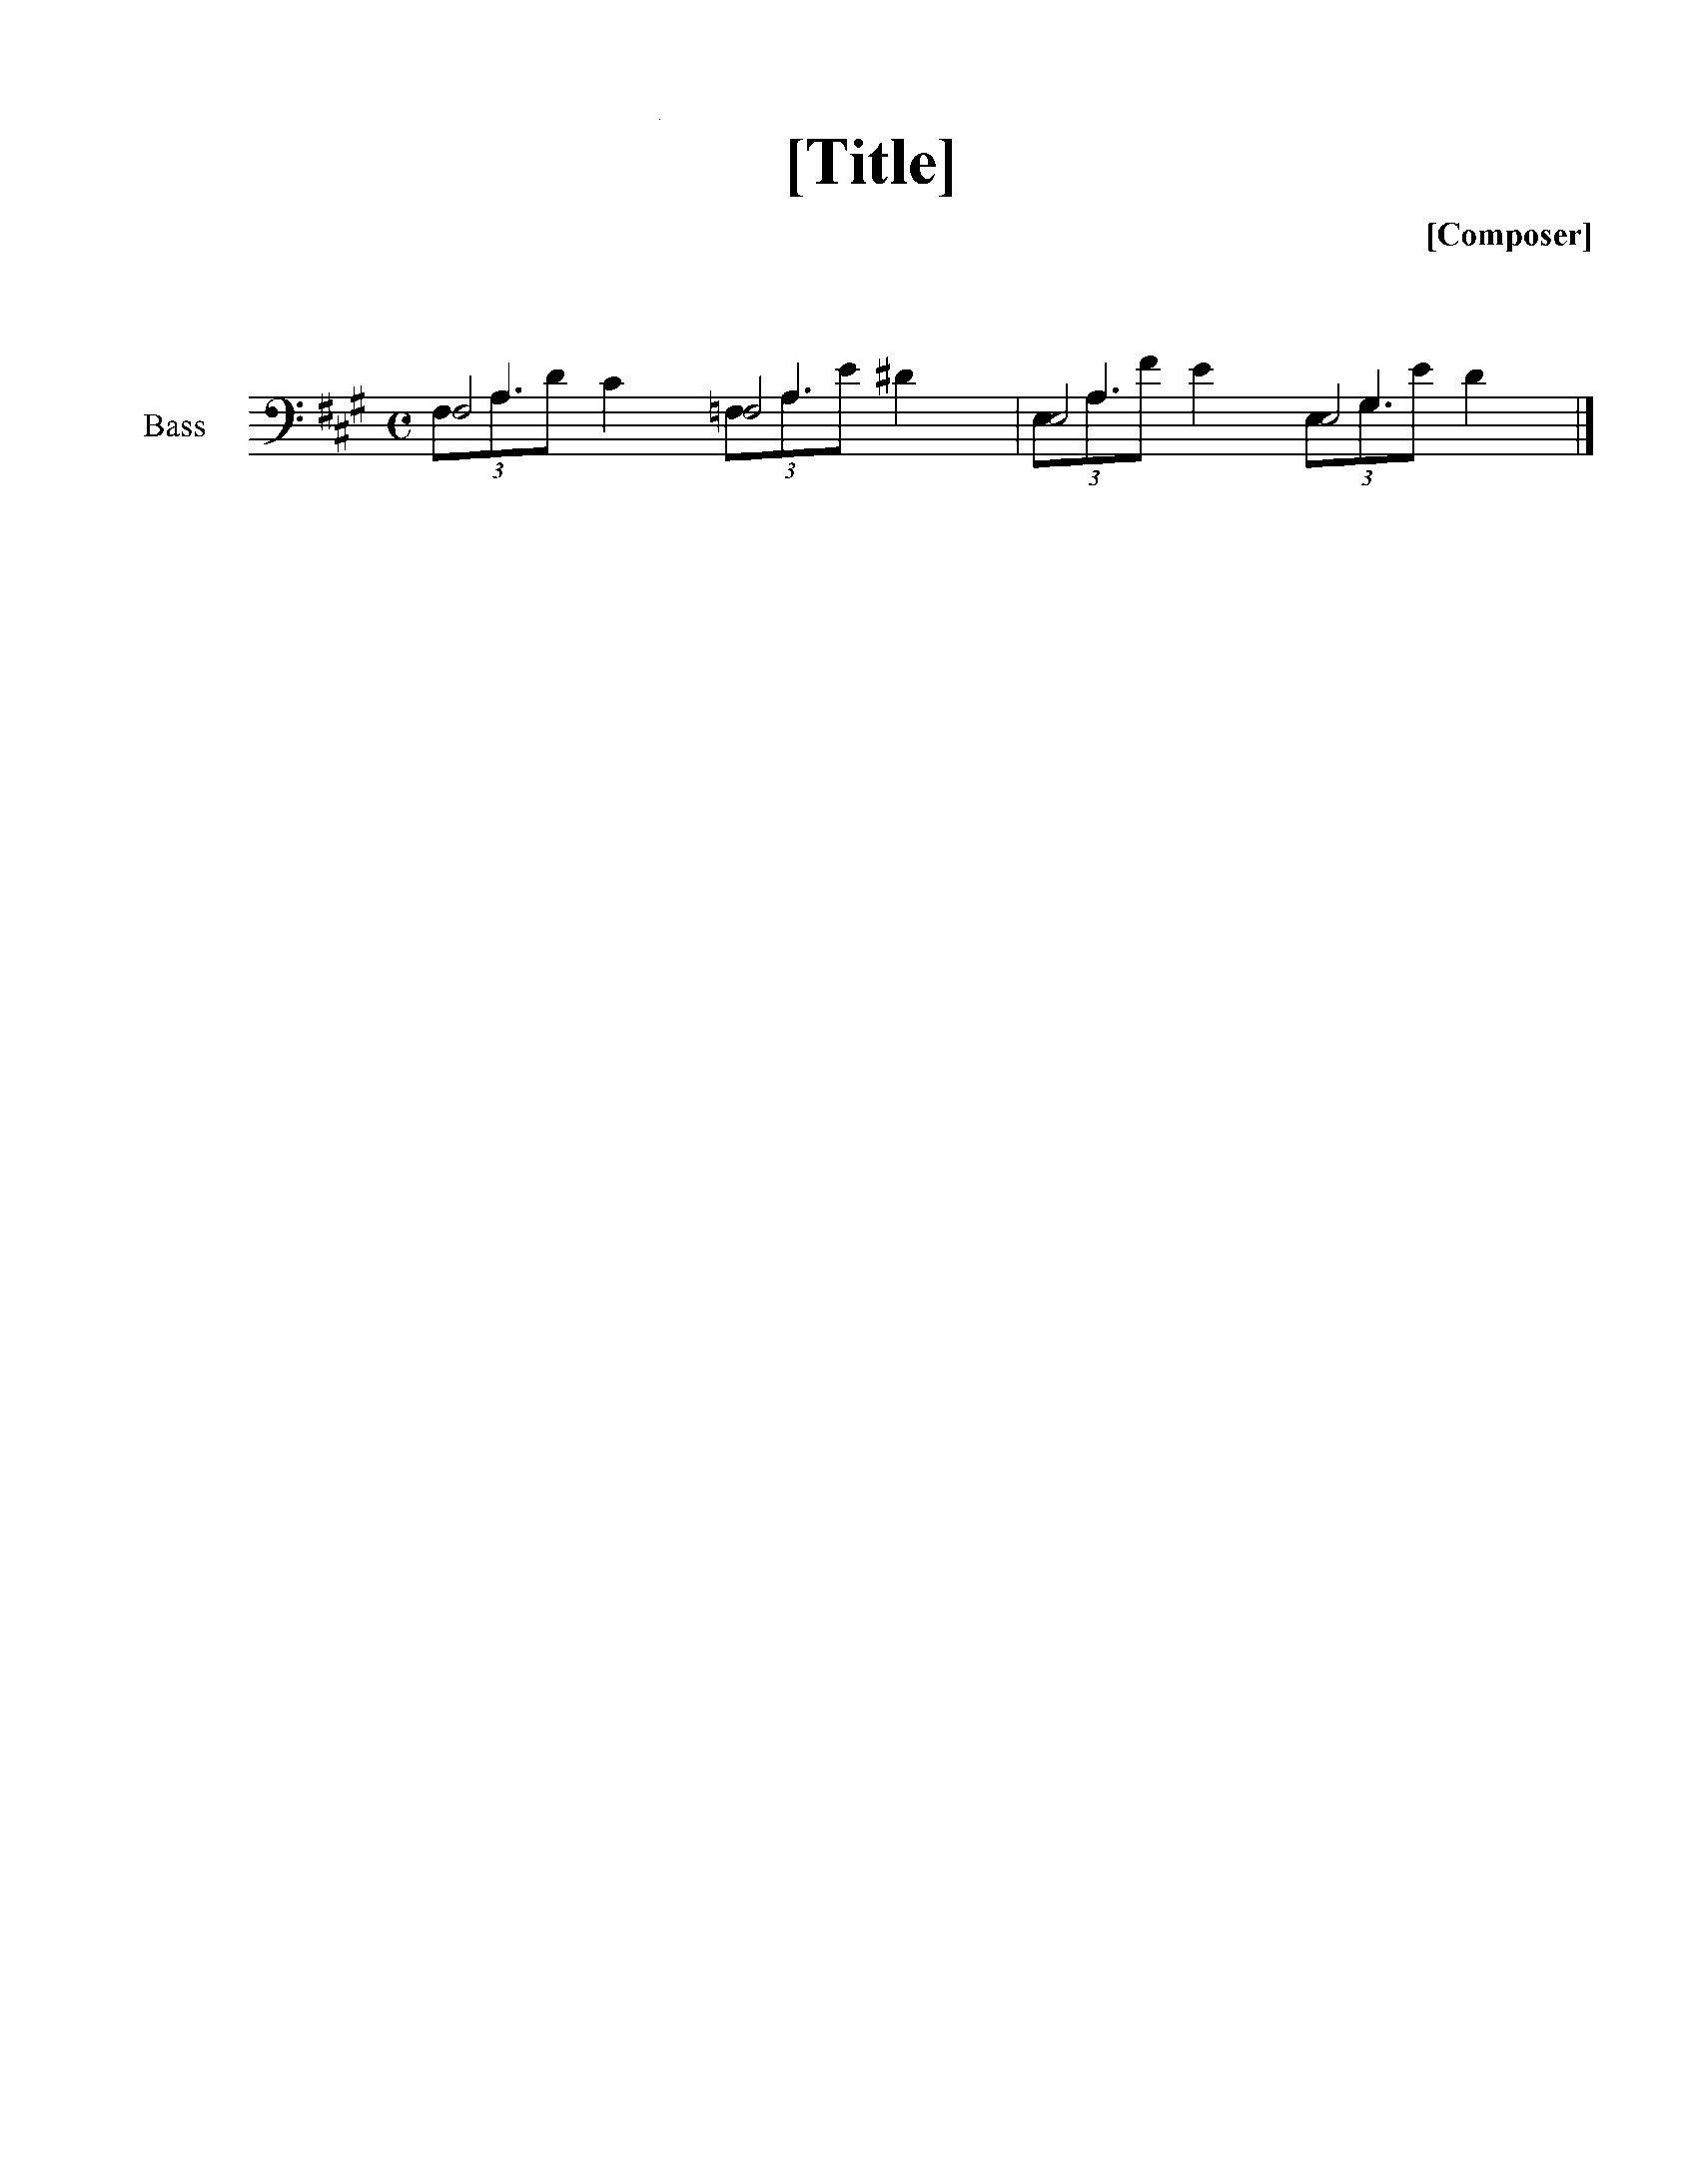 [Title]
[Composer]
Bass
3 3 3 3